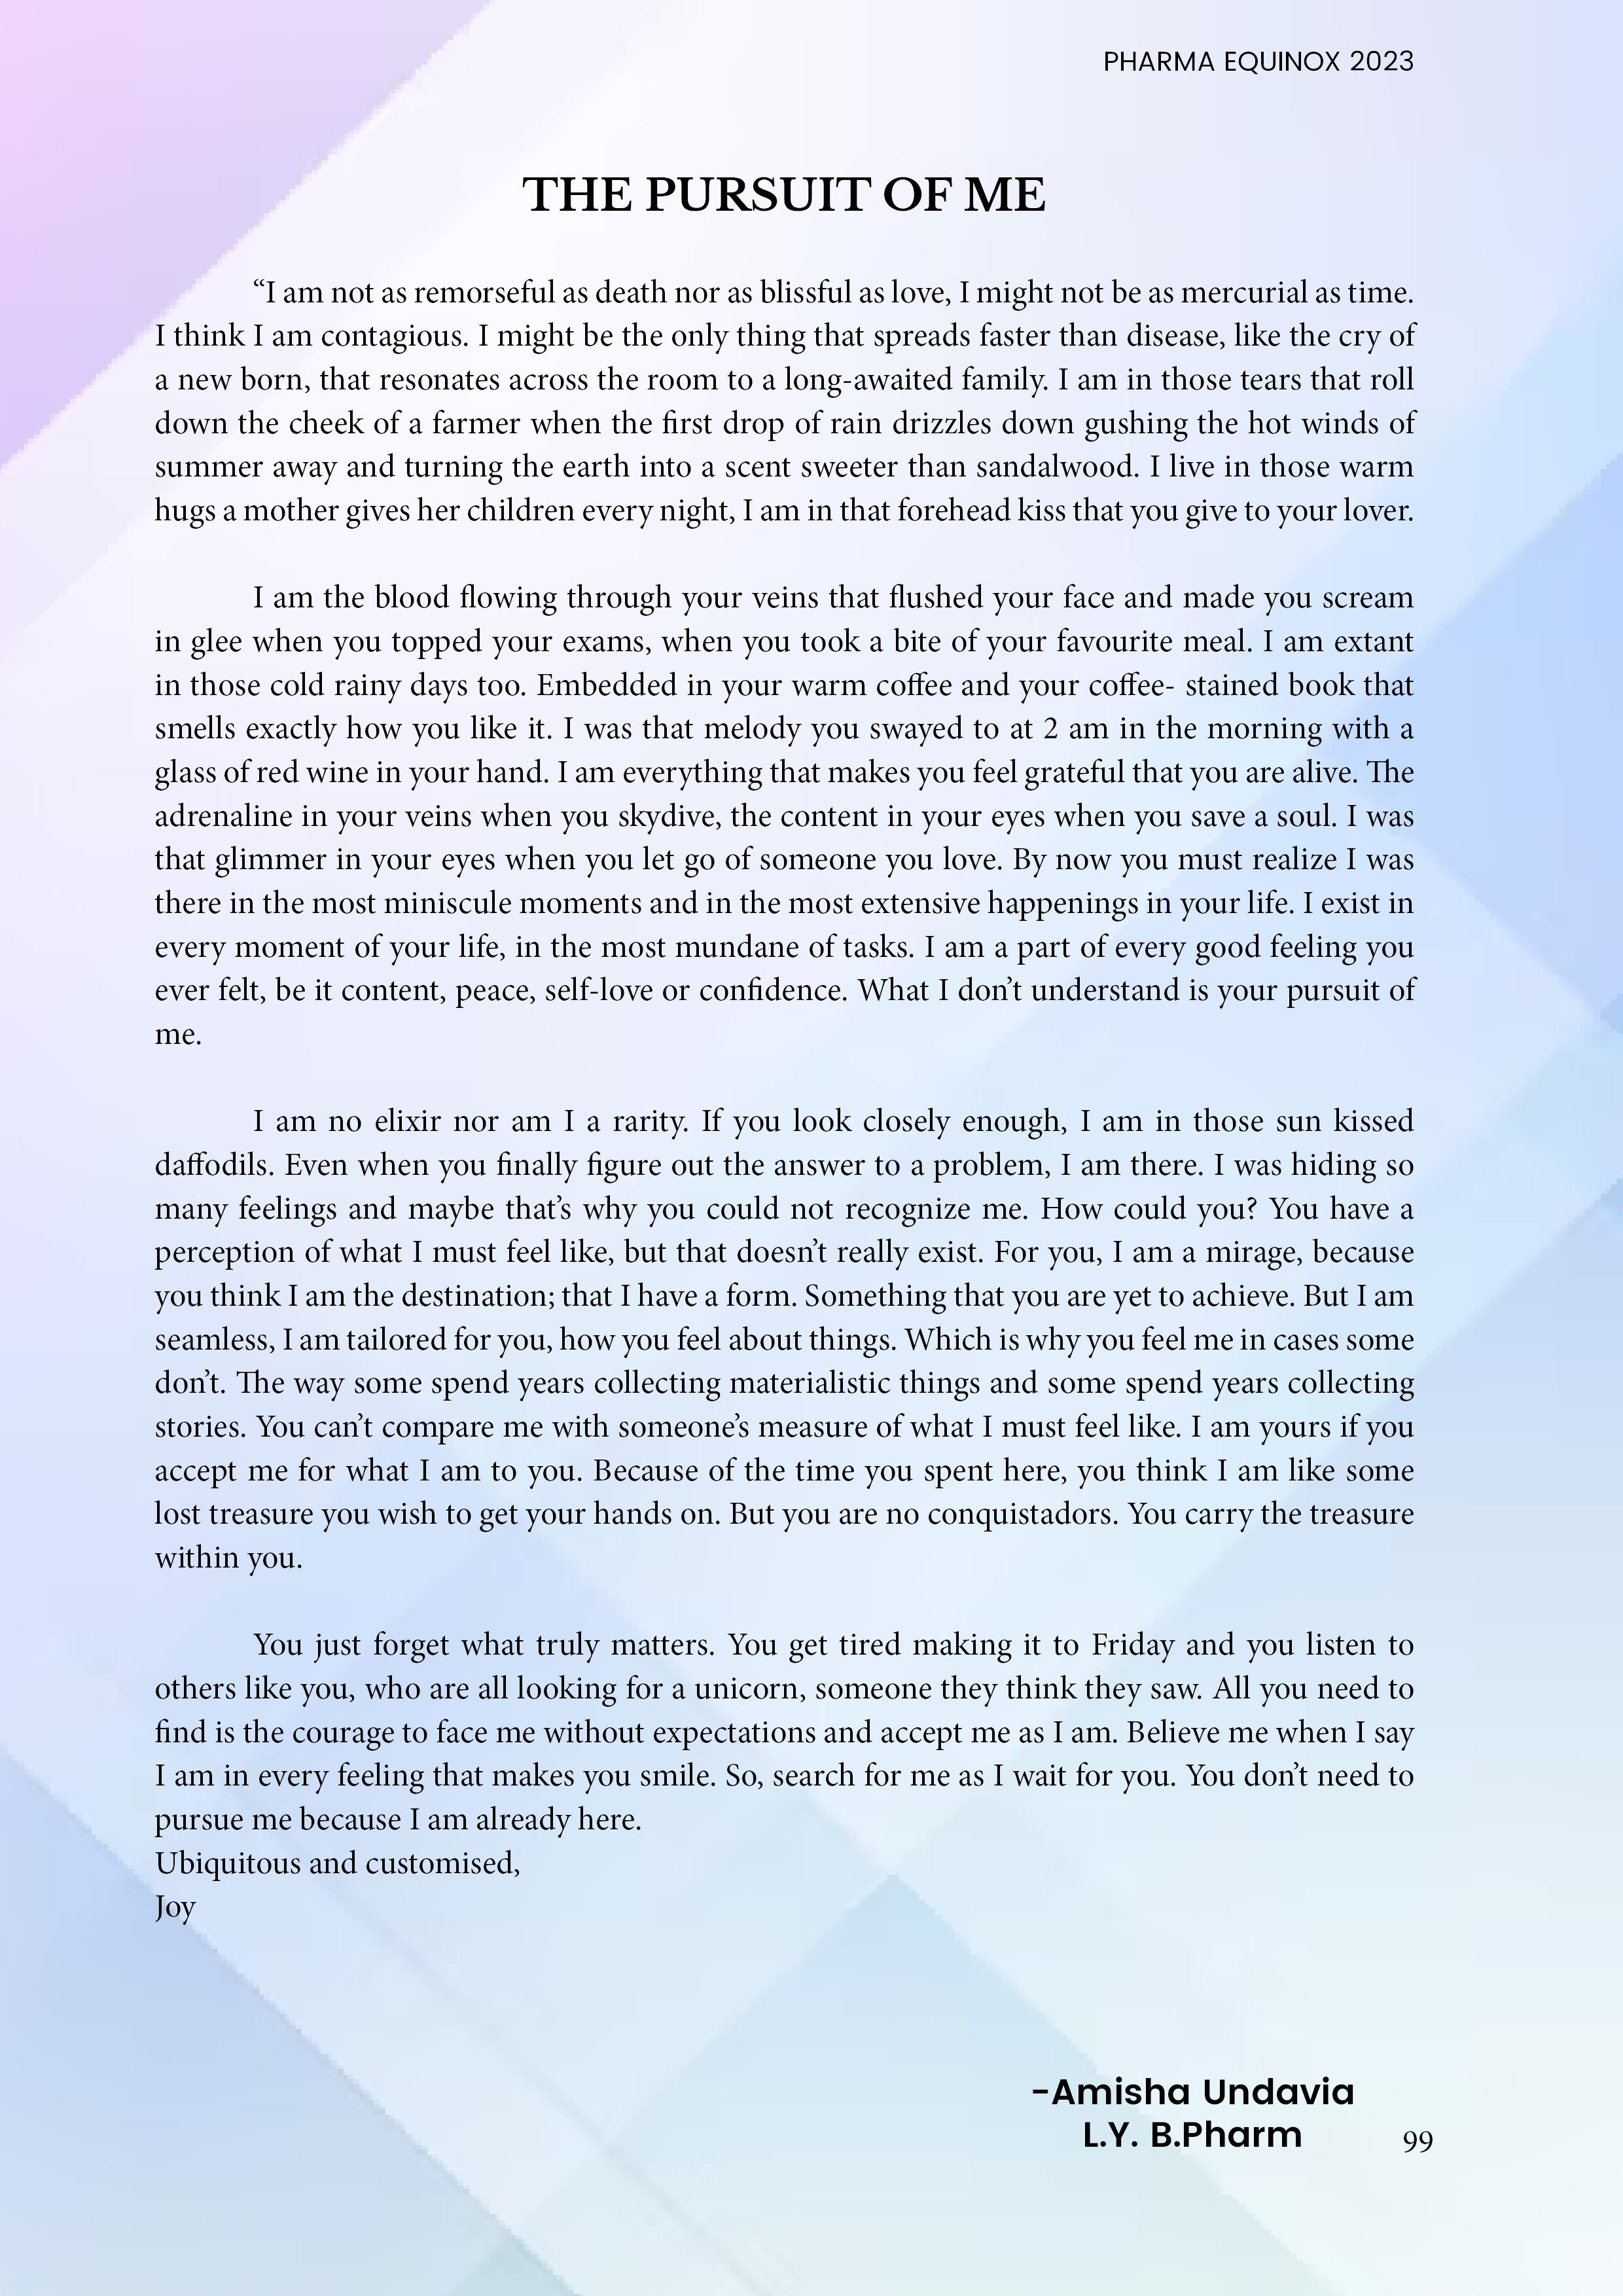 PHARMA EQUINOX 2023
THE PURSUIT OF ME
“I am not as remorseful as death nor as blissful as love, I might not be as mercurial as time.
I think I am contagious. I might be the only thing that spreads faster than disease, like the cry of
a new born, that resonates across the room to a long-awaited family. I am in those tears that roll
down the cheek of a farmer when the first drop of rain drizzles down gushing the hot winds of
summer away and turning the earth into a scent sweeter than sandalwood. I live in those warm
hugs a mother gives her children every night, I am in that forehead kiss that you give to your lover.
I am the blood flowing through your veins that flushed your face and made you scream
in glee when you topped your exams, when you took a bite of your favourite meal. I am extant
in those cold rainy days too. Embedded in your warm coffee and your coffee- stained book that
smells exactly how you like it. I was that melody you swayed to at 2 am in the morning with a
glass of red wine in your hand. I am everything that makes you feel grateful that you are alive. The
adrenaline in your veins when you skydive, the content in your eyes when you save a soul. I was
that glimmer in your eyes when you let go of someone you love. By now you must realize I was
there in the most miniscule moments and in the most extensive happenings in your life. I exist in
every moment of your life, in the most mundane of tasks. I am a part of every good feeling you
ever felt, be it content, peace, self-love or confidence. What I don’t understand is your pursuit of
me.
I am no elixir nor am I a rarity. If you look closely enough, I am in those sun kissed
daffodils. Even when you finally figure out the answer to a problem, I am there. I was hiding so
many feelings and maybe that’s why you could not recognize me. How could you? You have a
perception of what I must feel like, but that doesn’t really exist. For you, I am a mirage, because
you think I am the destination; that I have a form. Something that you are yet to achieve. But I am
seamless, I am tailored for you, how you feel about things. Which is why you feel me in cases some
don’t. The way some spend years collecting materialistic things and some spend years collecting
stories. You can’t compare me with someone’s measure of what I must feel like. I am yours if you
accept me for what I am to you. Because of the time you spent here, you think I am like some
lost treasure you wish to get your hands on. But you are no conquistadors. You carry the treasure
within you.
You just forget what truly matters. You get tired making it to Friday and you listen to
others like you, who are all looking for a unicorn, someone they think they saw. All you need to
find is the courage to face me without expectations and accept me as I am. Believe me when I say
I am in every feeling that makes you smile. So, search for me as I wait for you. You don’t need to
pursue me because I am already here.
Ubiquitous and customised,
Joy
-Amisha Undavia
L.Y. B.Pharm
99